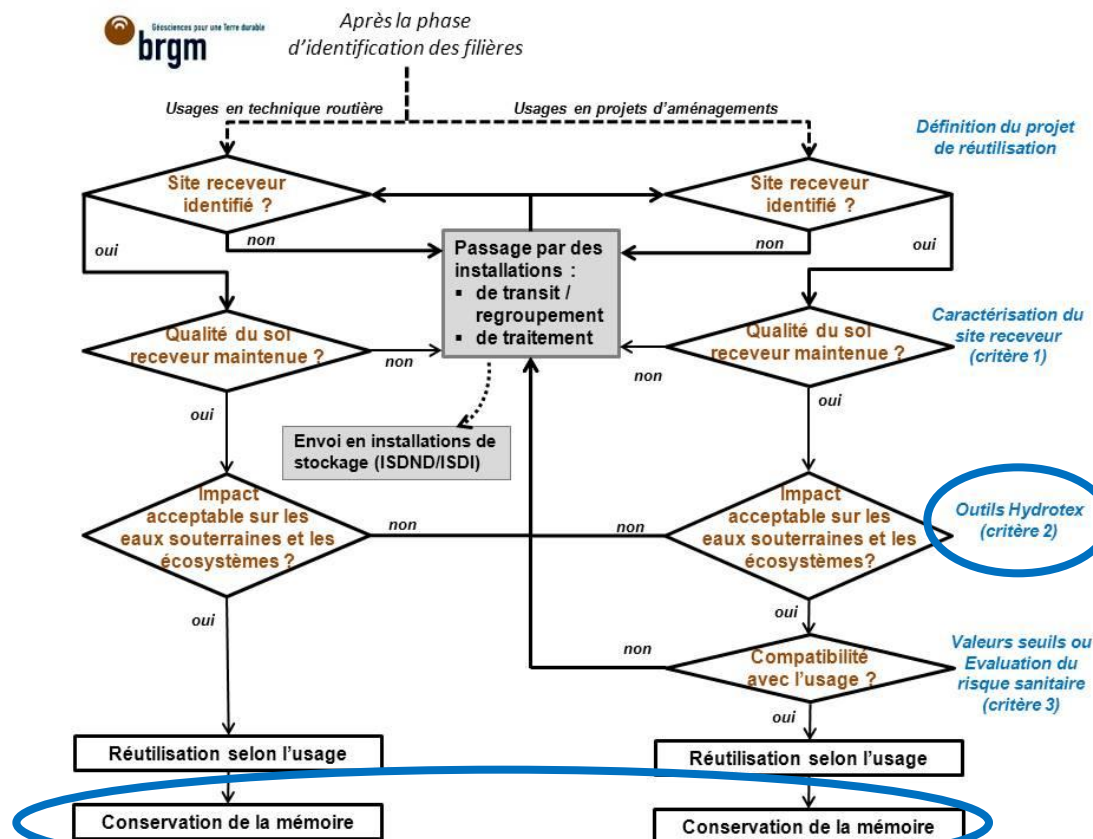 Géosciences pour une Terre durable
brgm
Après la phase
d'identification des filières
Usages en technique routière
Usages en projets d'aménagements
Définition du projet
de réutilisation
Site receveur
identifié ?
Site receveur
identifié ?
oui
non
Passage par des
installations :
▪ de transit /
regroupement
▪ de traitement
non
oui
Qualité du sol
receveur maintenue ?
non
Qualité du sol
receveur maintenue ?
non
Caractérisation du
site receveur
(critère 1)
oui
oui
Envoi en installations de
stockage (ISDND/ISDI)
Impact
acceptable sur les
eaux souterraines et les
écosystèmes ?
non
non
Impact
acceptable sur les
eaux souterraines et les
écosystèmes?
Outils Hydrotex
(critère 2)
oui
oui
non
Compatibilité
avec l'usage ?
Valeurs seuils ou
Evaluation du
risque sanitaire
(critère 3)
oui
Réutilisation selon l'usage
Réutilisation selon l'usage
Conservation de la mémoire
Conservation de la mémoire